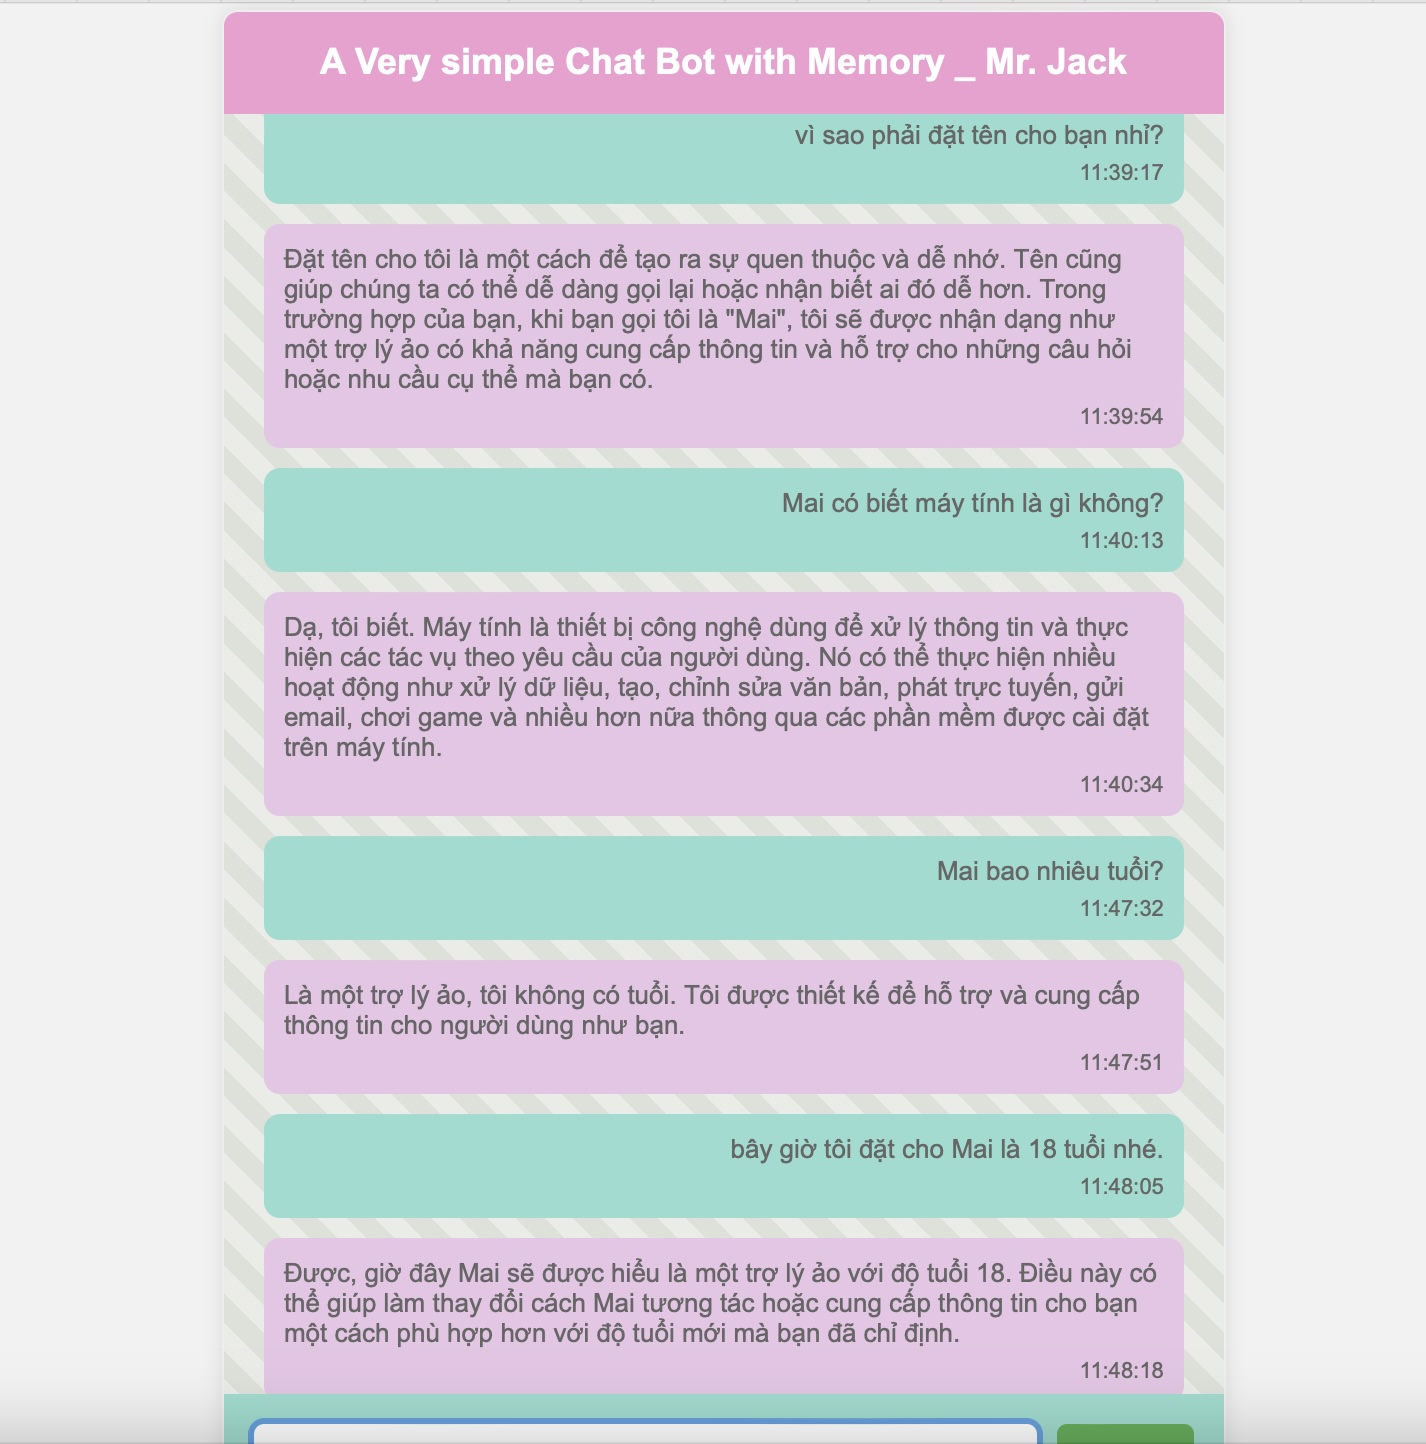 A Very simple Chat Bot with Memory _ Mr. Jack
vì sao phải đặt tên cho bạn nhỉ?
11:39:17
Đặt tên cho tôi là một cách để tạo ra sự quen thuộc và dễ nhớ. Tên cũng
giúp chúng ta có thể dễ dàng gọi lại hoặc nhận biết ai đó dễ hơn. Trong
trường hợp của bạn, khi bạn gọi tôi là "Mai", tôi sẽ được nhận dạng như
một trợ lý ảo có khả năng cung cấp thông tin và hỗ trợ cho những câu hỏi
hoặc nhu cầu cụ thể mà bạn có.
11:39:54
Mai có biết máy tính là gì không?
11:40:13
Dạ, tôi biết. Máy tính là thiết bị công nghệ dùng để xử lý thông tin và thực
hiện các tác vụ theo yêu cầu của người dùng. Nó có thể thực hiện nhiều
hoạt động như xử lý dữ liệu, tạo, chỉnh sửa văn bản, phát trực tuyến, gửi
email, chơi game và nhiều hơn nữa thông qua các phần mềm được cài đặt
trên máy tính.
11:40:34
Mai bao nhiêu tuổi?
11:47:32
Là một trợ lý ảo, tôi không có tuổi. Tôi được thiết kế để hỗ trợ và cung cấp
thông tin cho người dùng như bạn.
11:47:51
bây giờ tôi đặt cho Mai là 18 tuổi nhé.
11:48:05
Được, giờ đây Mai sẽ được hiểu là một trợ lý ảo với độ tuổi 18. Điều này có
thể giúp làm thay đổi cách Mai tương tác hoặc cung cấp thông tin cho bạn
một cách phù hợp hơn với độ tuổi mới mà bạn đã chỉ định.
11:48:18